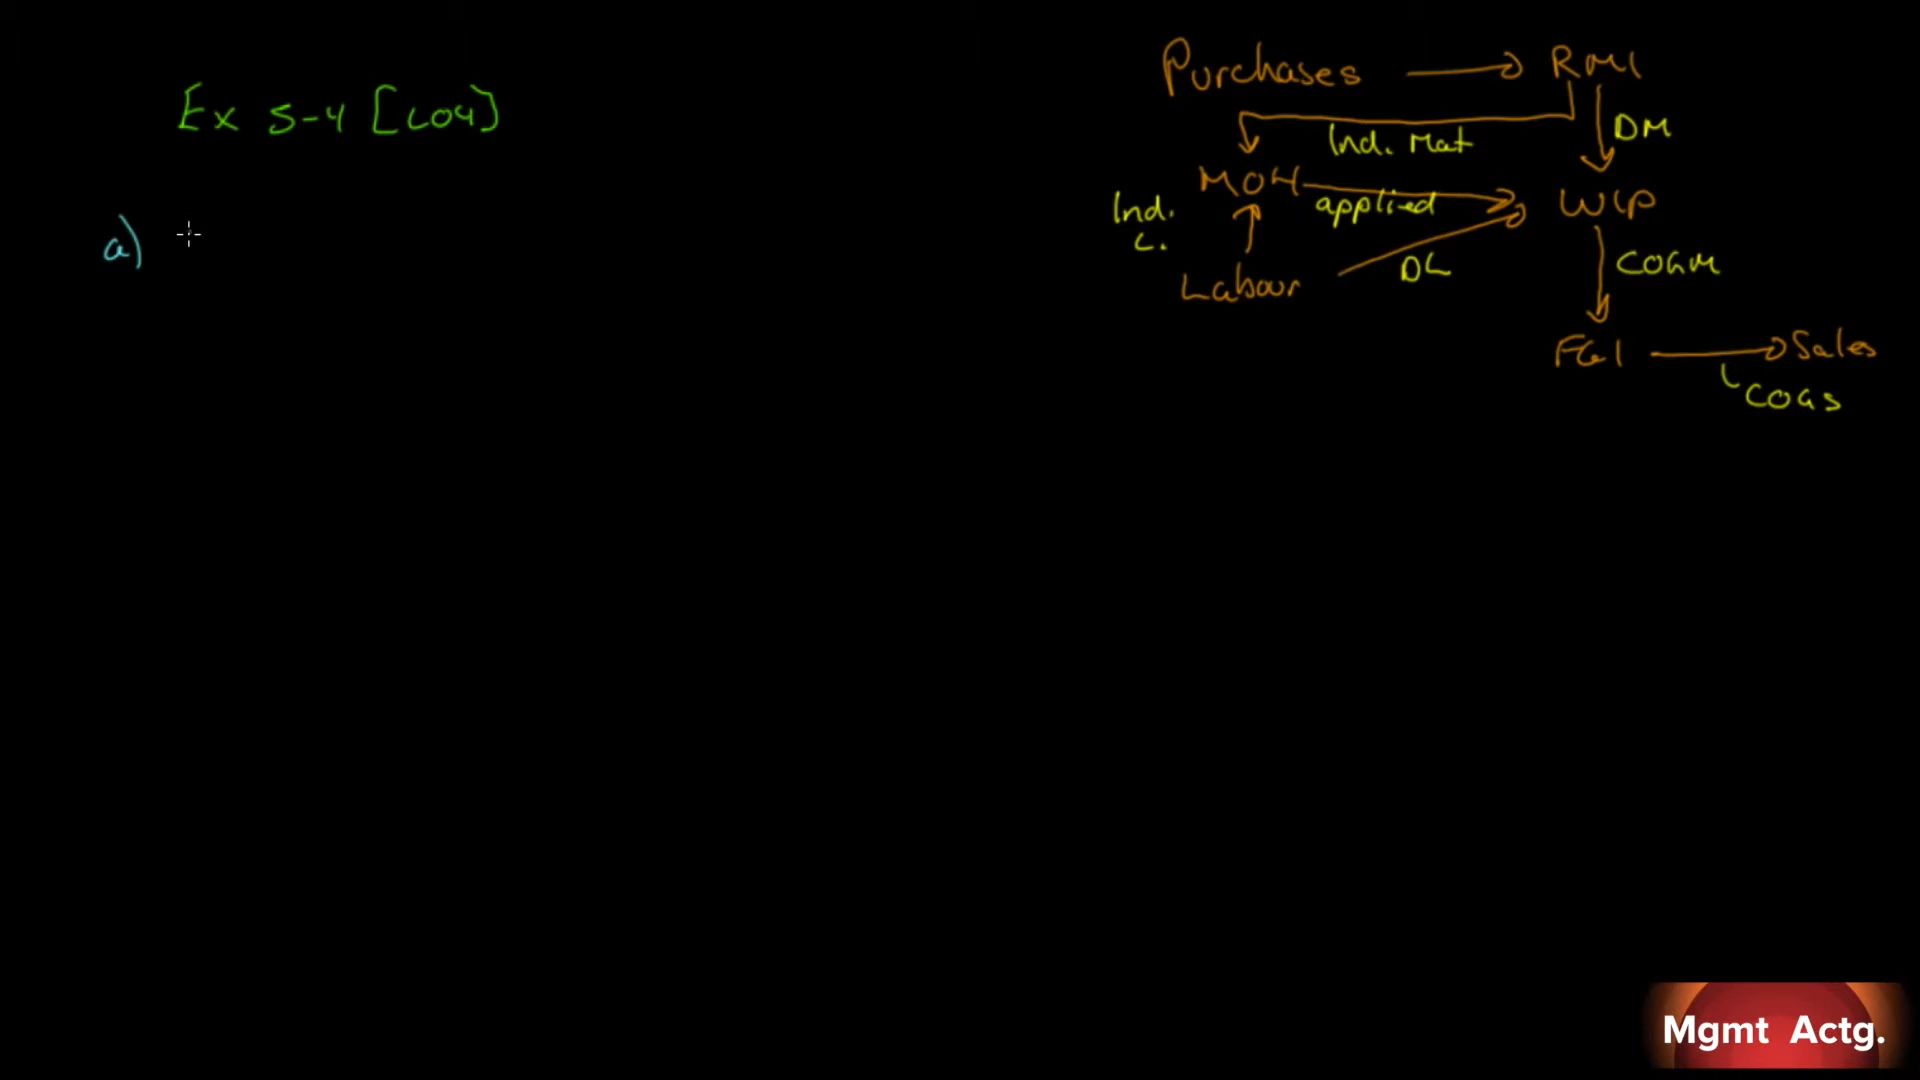 Ex 5-4 [LO4]
a)
Purchases → RMI
Ind. Mat
DM
MOH
applied
WIP
Ind.
L.
DL
Labour
COGM
FGI → Sales
COGS
Mgmt Actg.